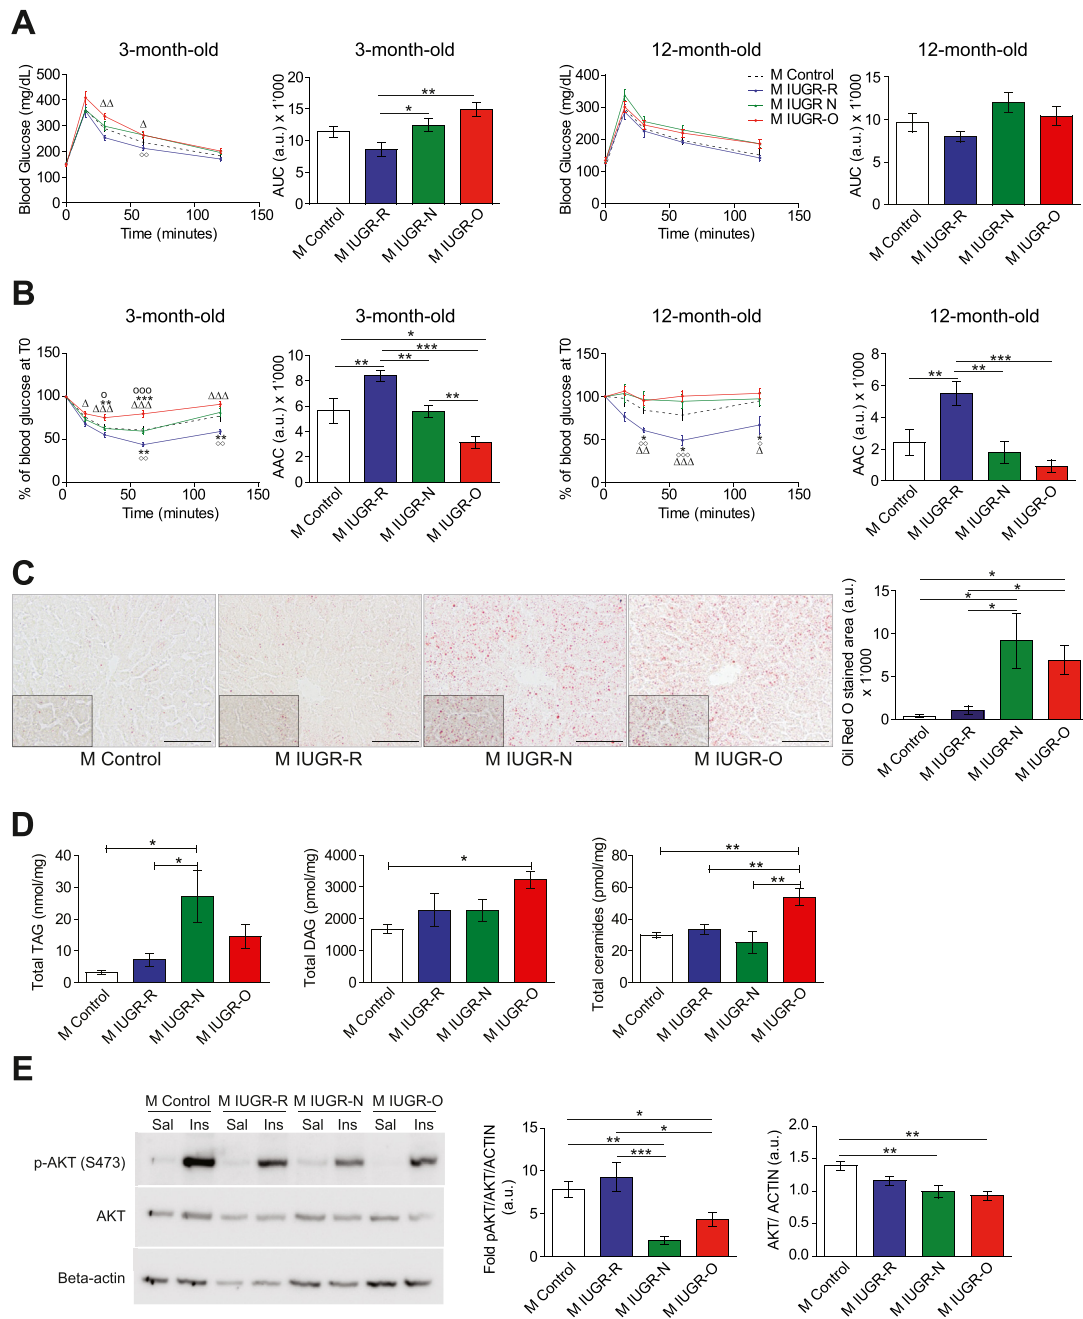 A
3-month-old
3-month-old
12-month-old
12-month-old
Blood Glucose (mg/dL)
500
400
300
200
100
0
0 50 100 150
Time (minutes)
ΔΔ
Δ
◇◇
AUC (a.u.) x 1'000
20
15
10
5
0
**
*
M Control
M IUGR-R
M IUGR-N
M IUGR-O
Blood Glucose (mg/dL)
400
300
200
100
0
0 50 100 150
Time (minutes)
M Control
M IUGR-R
M IUGR N
M IUGR-O
AUC (a.u.) x 1'000
15
10
5
0
M Control
M IUGR-R
M IUGR-N
M IUGR-O
B
3-month-old
3-month-old
12-month-old
12-month-old
% of blood glucose at T0
150
100
50
0
0 50 100 150
Time (minutes)
Δ
o
**
ΔΔΔ
ooo
***
ΔΔΔ
ΔΔΔ
**
◇◇
**
◇◇
AAC (a.u.) x 1'000
10
8
6
4
2
0
*
***
**
**
**
M Control
M IUGR-R
M IUGR-N
M IUGR-O
% of blood glucose at T0
150
100
50
0
0 50 100 150
Time (minutes)
*
◇◇
ΔΔ
*
◇◇◇
ΔΔΔ
*
◇
Δ
AAC (a.u.) x 1'000
8
6
4
2
0
***
**
**
M Control
M IUGR-R
M IUGR-N
M IUGR-O
C
M Control
M IUGR-R
M IUGR-N
M IUGR-O
Oil Red O stained area (a.u.)
x 1'000
15
10
5
0
*
*
*
*
M Control
M IUGR-R
M IUGR-N
M IUGR-O
D
Total TAG (nmol/mg)
40
30
20
10
0
*
*
M Control
M IUGR-R
M IUGR-N
M IUGR-O
Total DAG (pmol/mg)
4000
3000
2000
1000
0
*
M Control
M IUGR-R
M IUGR-N
M IUGR-O
Total ceramides (pmol/mg)
80
60
40
20
0
**
**
**
M Control
M IUGR-R
M IUGR-N
M IUGR-O
E
M Control M IUGR-R M IUGR-N M IUGR-O
Sal Ins Sal Ins Sal Ins Sal Ins
p-AKT (S473)
AKT
Beta-actin
Fold pAKT/AKT/ACTIN
(a.u.)
15
10
5
0
*
*
**
***
M Control
M IUGR-R
M IUGR-N
M IUGR-O
AKT/ ACTIN (a.u.)
2.0
1.5
1.0
0.5
0.0
**
**
M Control
M IUGR-R
M IUGR-N
M IUGR-O